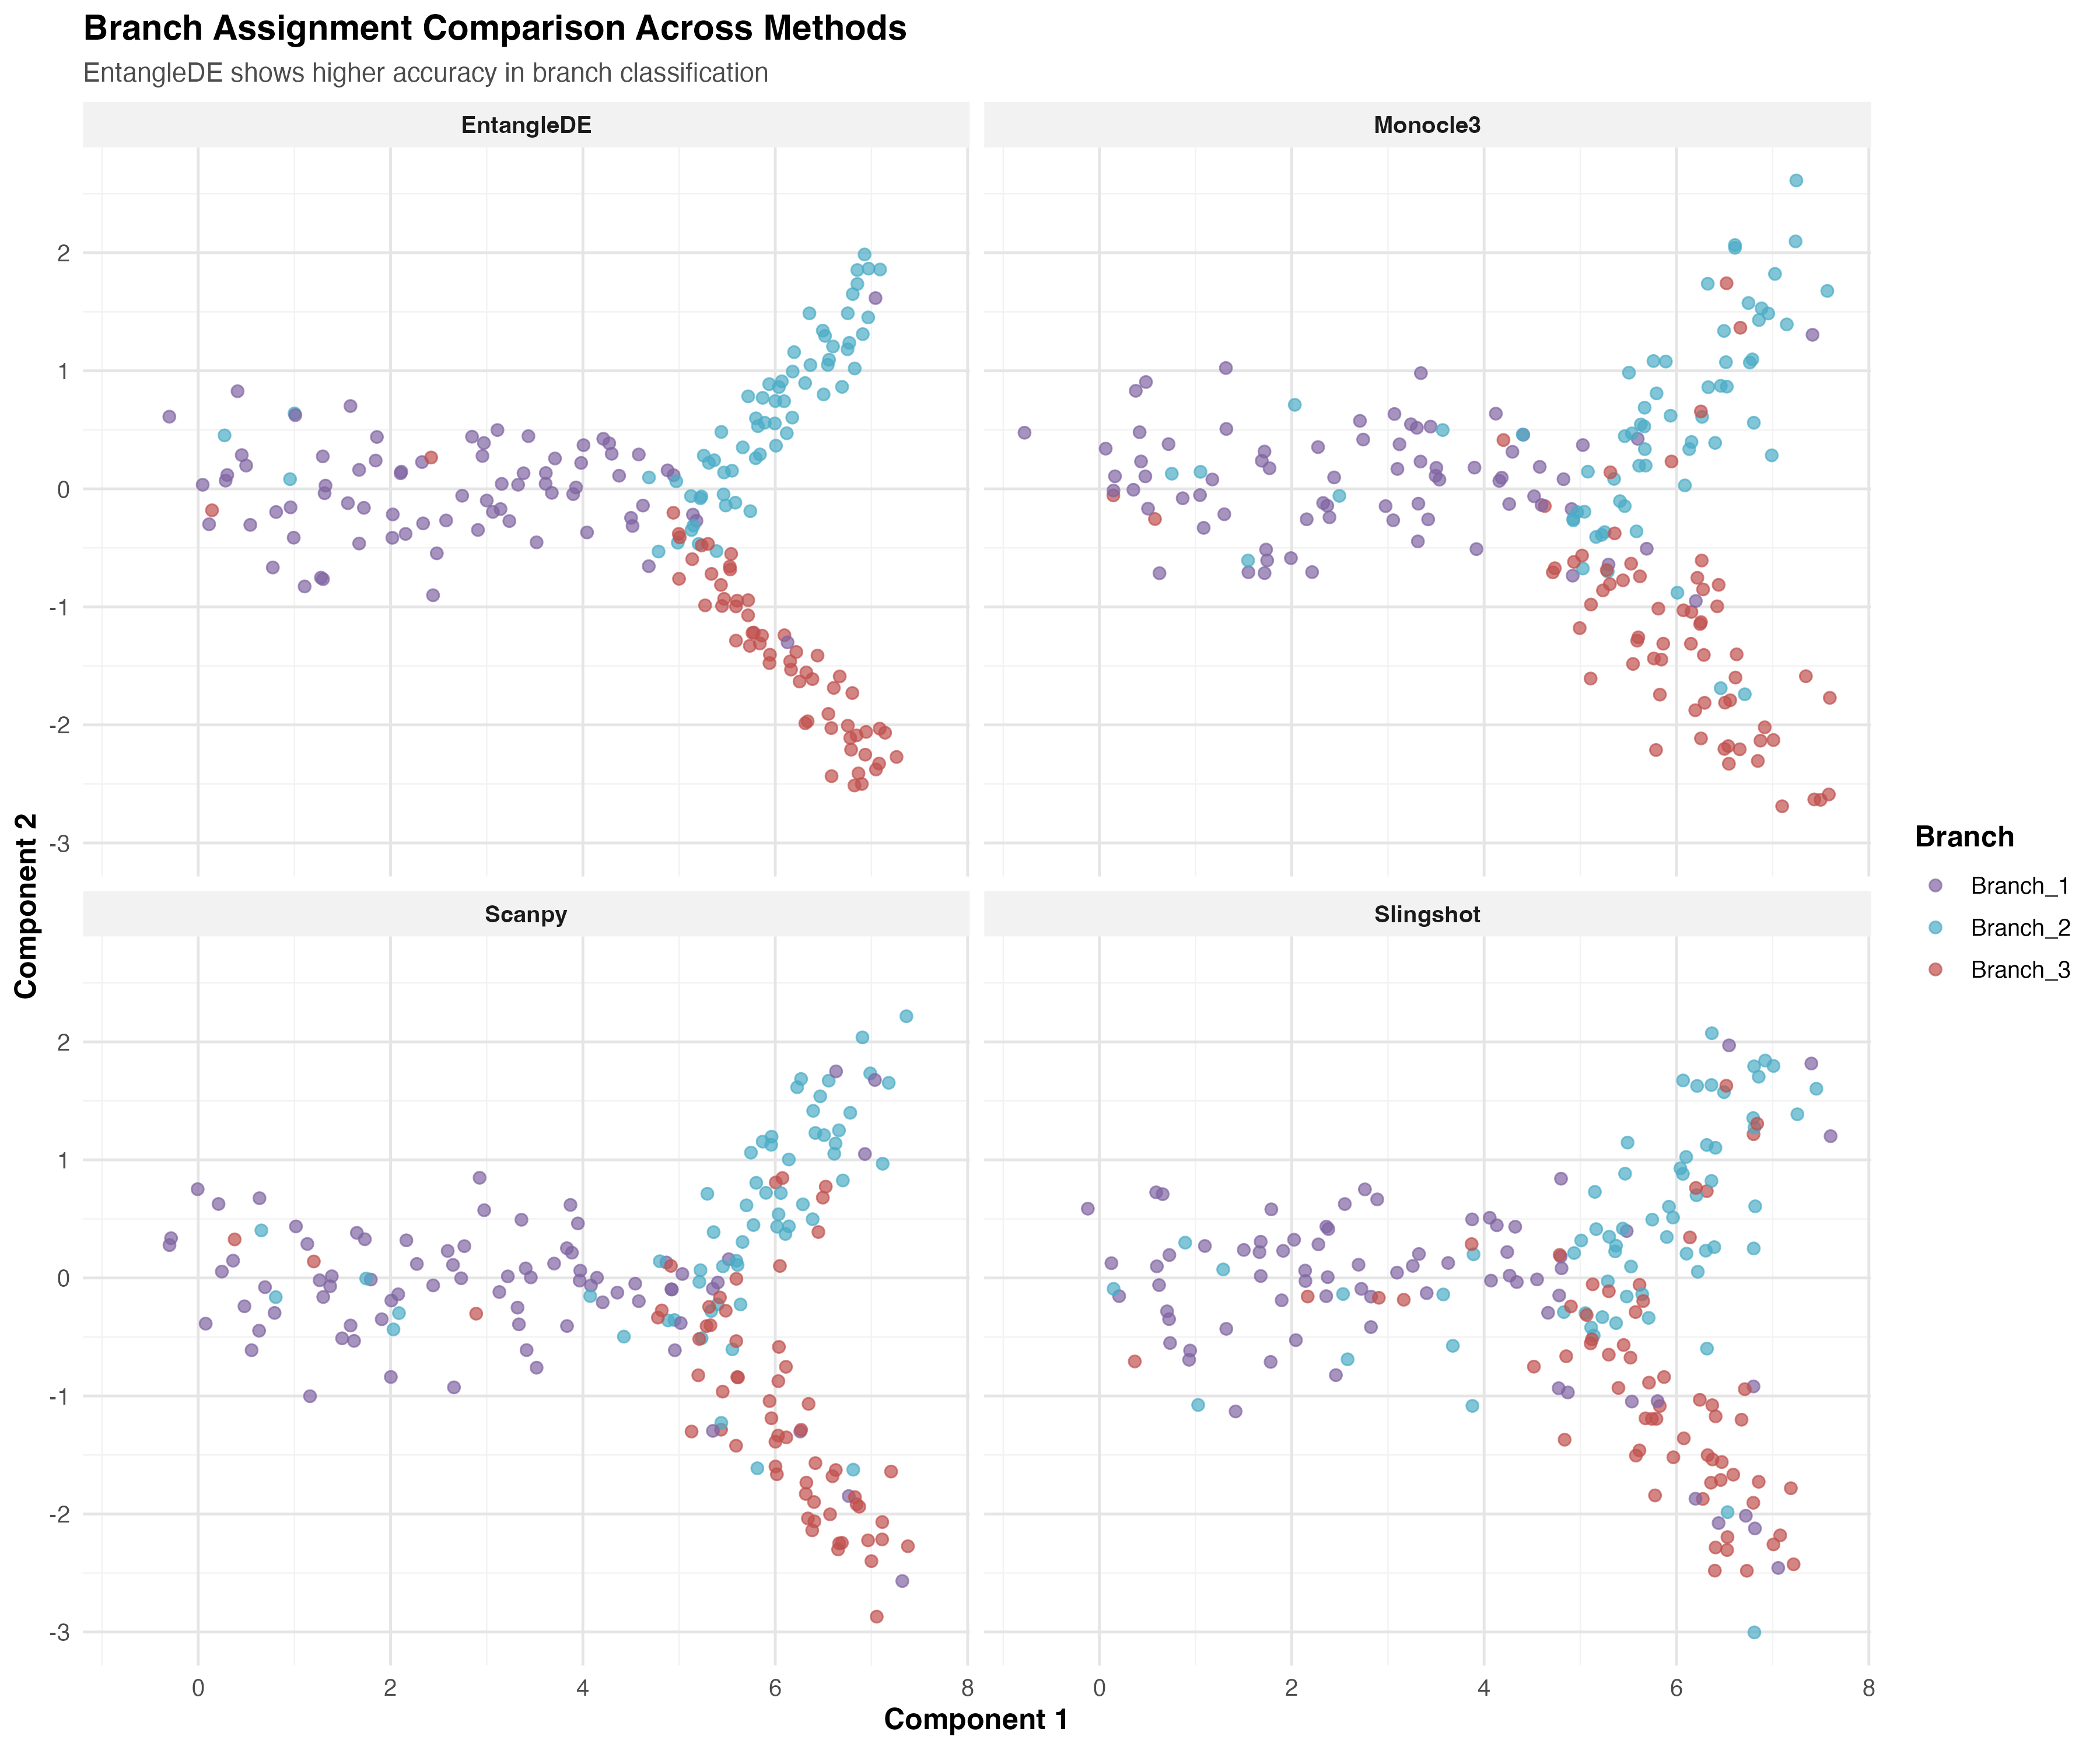 Branch Assignment Comparison Across Methods
EntangleDE shows higher accuracy in branch classification
EntangleDE
Monocle3
2
1
0
-1
-2
-3
Scanpy
Slingshot
2
1
0
-1
-2
-3
0 2 4 6 8
0 2 4 6 8
Component 1
Component 2
Branch
Branch_1
Branch_2
Branch_3